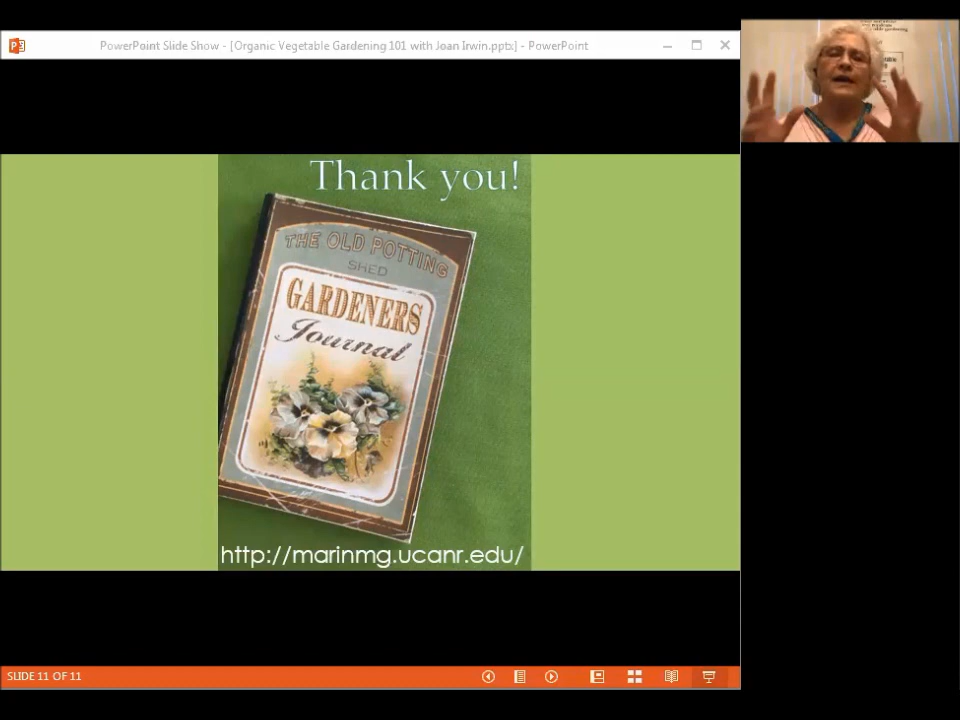 PowerPoint Slide Show - [Organic Vegetable Gardening 101 with Joan Irwin.pptx] - PowerPoint
Thank you!
THE OLD POTTING
SHED
GARDENERS
Journal
http://marinmg.ucanr.edu/
SLIDE 11 OF 11